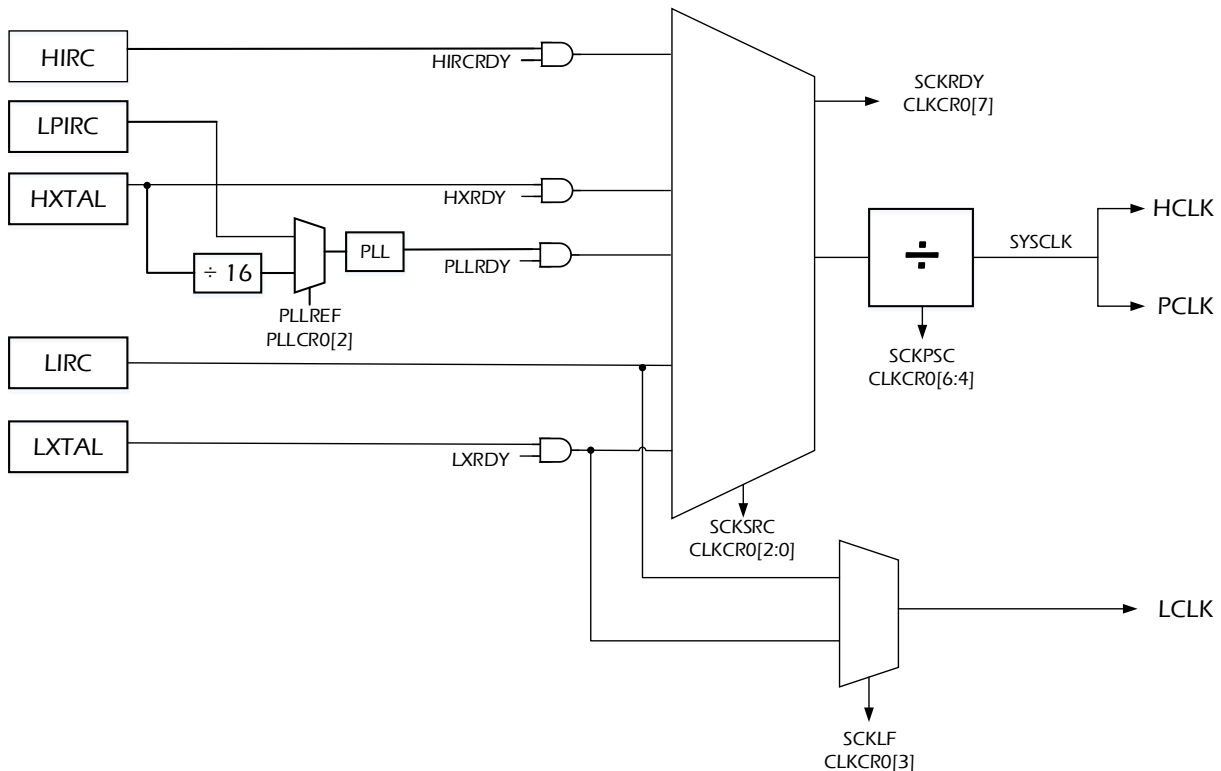 HIRC
HIRCRDY
SCKRDY
CLKCR0[7]
LPIRC
HXTAL
HXRDY
HCLK
PLL
PLLRDY
÷
SYSCLK
÷ 16
PLLREF
PLLCR0[2]
PCLK
LIRC
SCKPSC
CLKCR0[6:4]
LXTAL
LXRDY
SCKSRC
CLKCR0[2:0]
LCLK
SCKLF
CLKCR0[3]